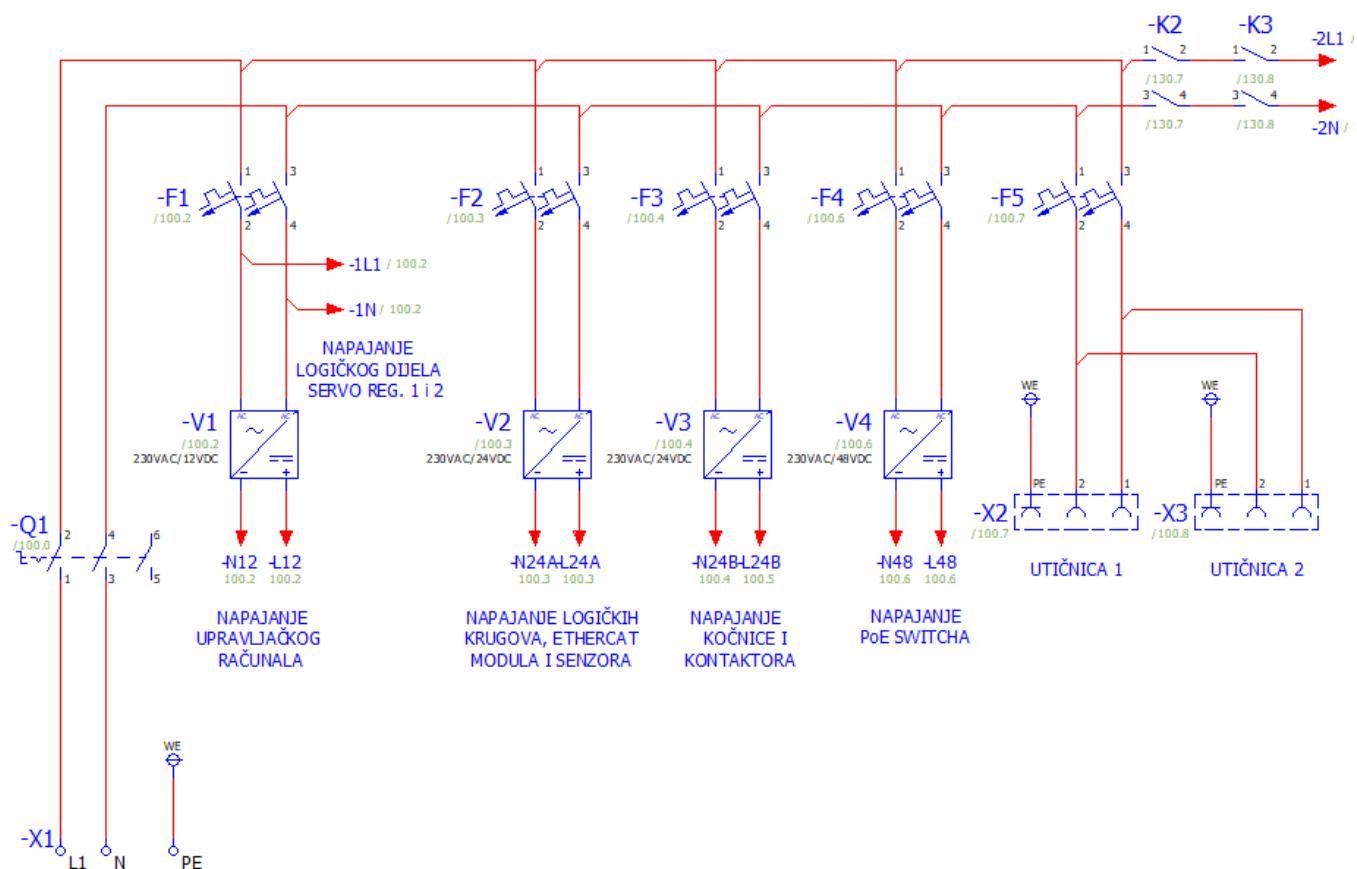 -K2 -K3
1 2 1 2 -2L1 /
/130.7 /130.8
3 4 3 4
/130.7 /130.8 -2N /
1 3 1 3 1 3 1 3 1 3
-F1 -F2 -F3 -F4 -F5
/100.2 /100.3 /100.4 /100.6 /100.7
2 4 2 4 2 4 2 4 2 4
-1L1 / 100.2
-1N / 100.2
NAPAJANJE
LOGIČKOG DIJELA
SERVO REG. 1 i 2
WE WE
AC AC AC AC AC AC AC AC
-V1 -V2 -V3 -V4
/100.2 /100.3 /100.4 /100.6
230VAC/12VDC 230VAC/24VDC 230VAC/24VDC 230VAC/48VDC
- + - + - + - +
PE 2 1 PE 2 1
-X2 -X3
/100.7 /100.8
-Q1 2 4 6
/100.0
1 3 5
-N12 -L12 -N24A -L24A -N24B -L24B -N48 -L48
100.2 100.2 100.3 100.3 100.4 100.5 100.6 100.6
UTIČNICA 1 UTIČNICA 2
NAPAJANJE
UPRAVLJAČKOG
RAČUNALA
NAPAJANJE LOGIČKIH
KRUGOVA, ETHERCAT
MODULA I SENZORA
NAPAJANJE
KOČNICE I
KONTAKTORA
NAPAJANJE
PoE SWITCHA
WE
-X1
L1 N PE